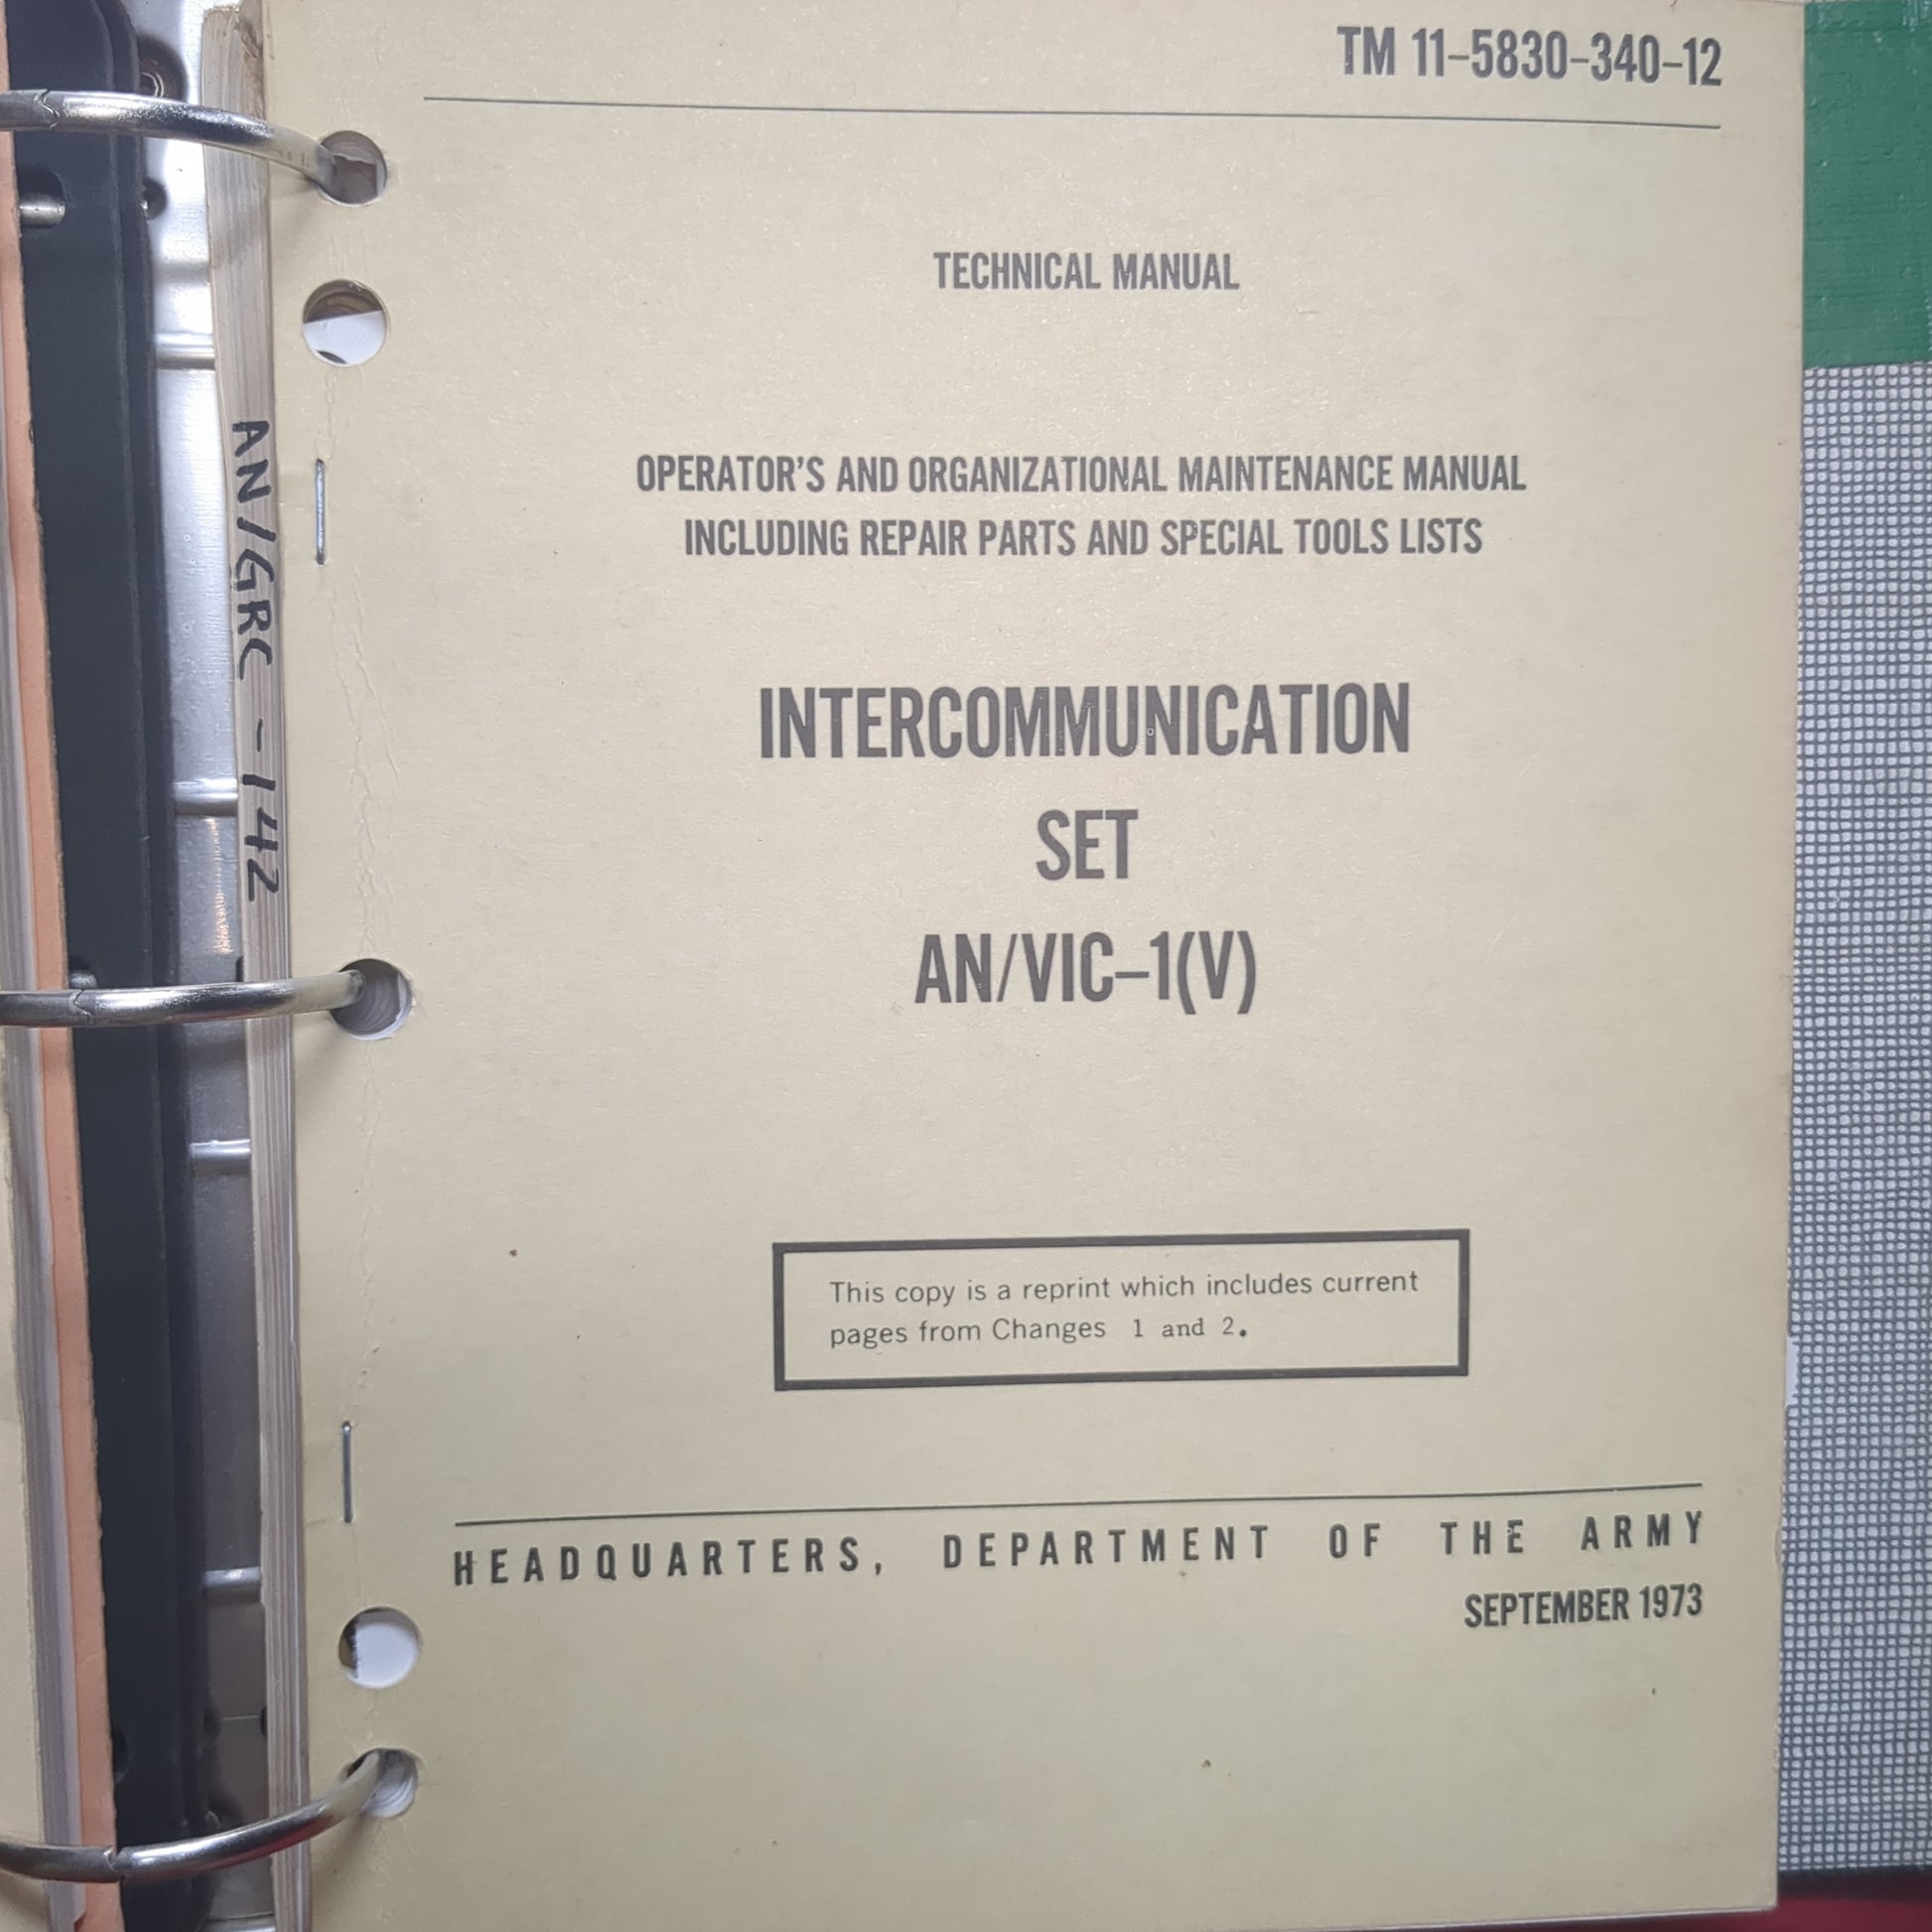 TM 11-5830-340-12
TECHNICAL MANUAL
OPERATOR'S AND ORGANIZATIONAL MAINTENANCE MANUAL
INCLUDING REPAIR PARTS AND SPECIAL TOOLS LISTS
INTERCOMMUNICATION
SET
AN/VIC-1(V)
This copy is a reprint which includes current
pages from Changes 1 and 2.
HEADQUARTERS, DEPARTMENT OF THE ARMY
SEPTEMBER 1973
AN/GRC-142